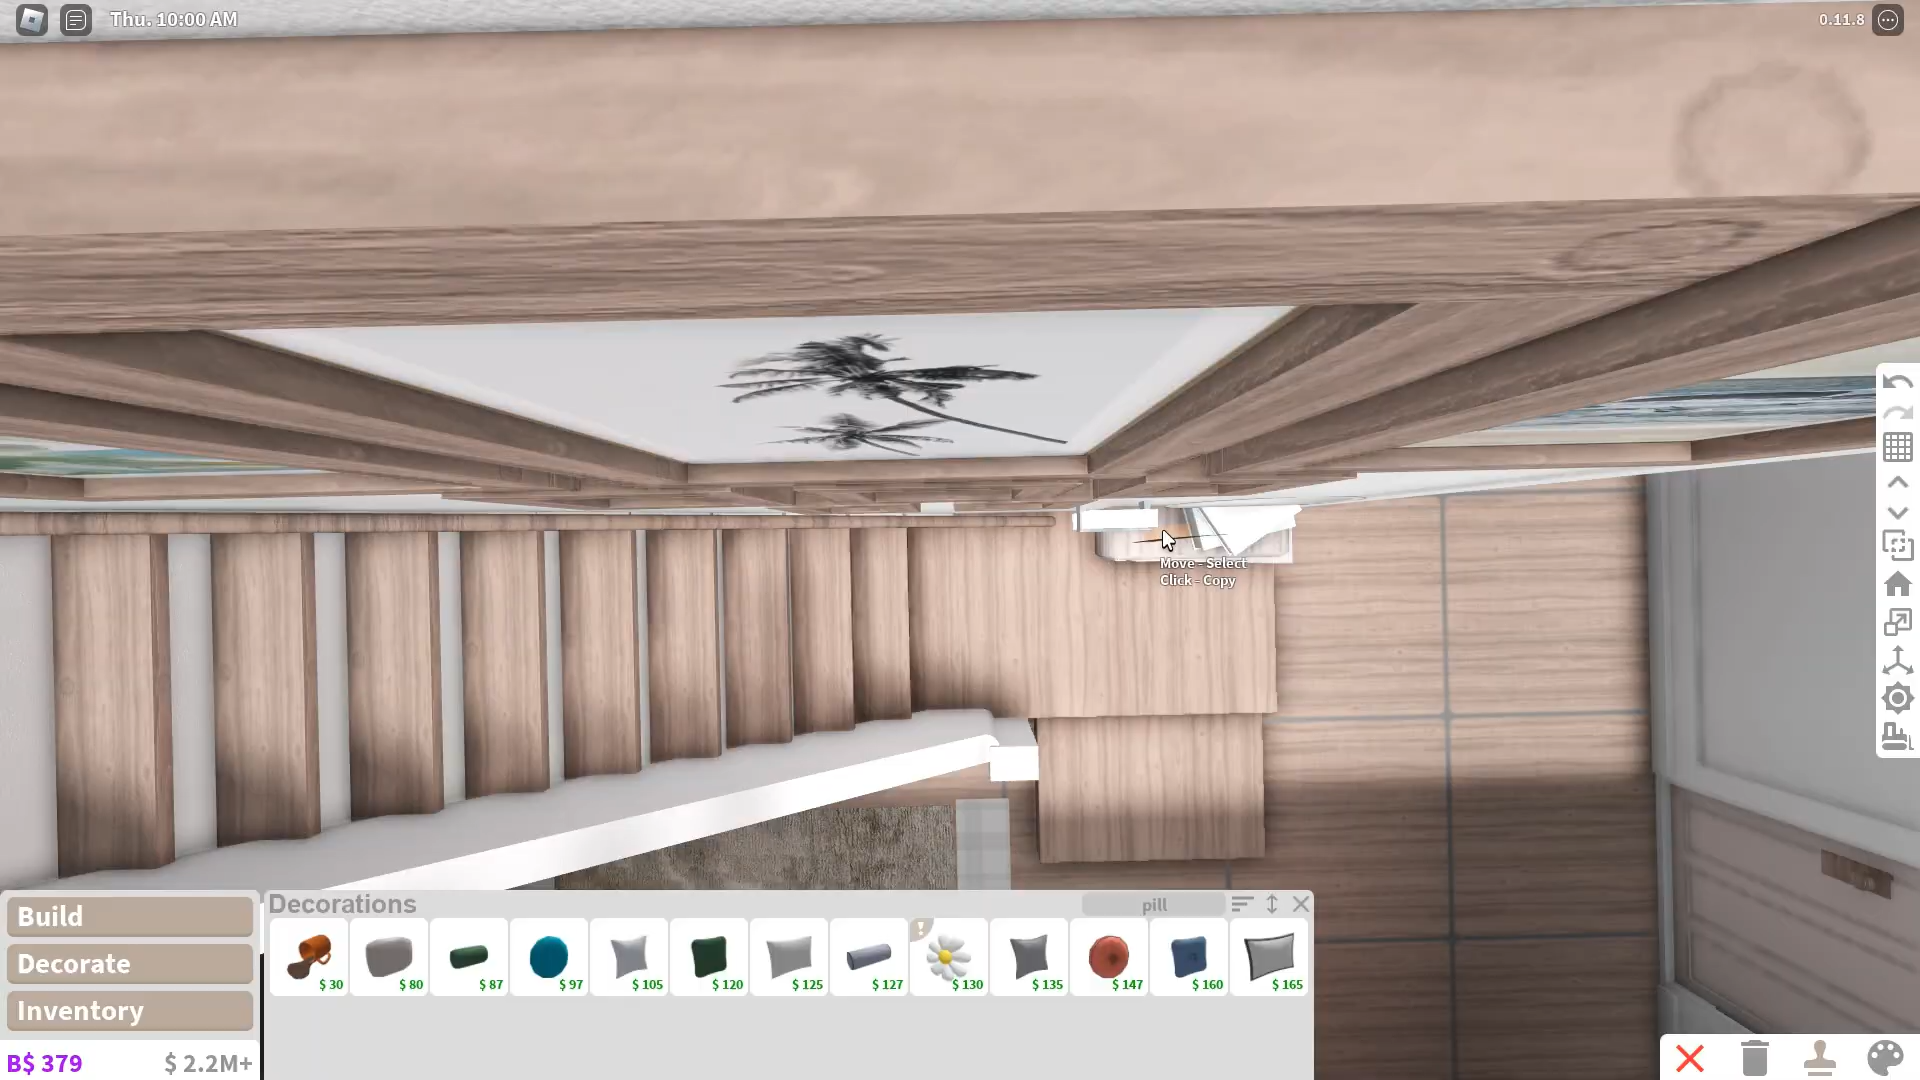 Thu. 10:00 AM
0.11.8
Move - Select
Click - Copy
Build
Decorate
Inventory
B$ 379
$ 2.2M+
Decorations
pill
$ 30
$ 80
$ 87
$ 97
$ 105
$ 120
$ 125
$ 127
!
$ 130
$ 135
$ 147
$ 160
$ 165